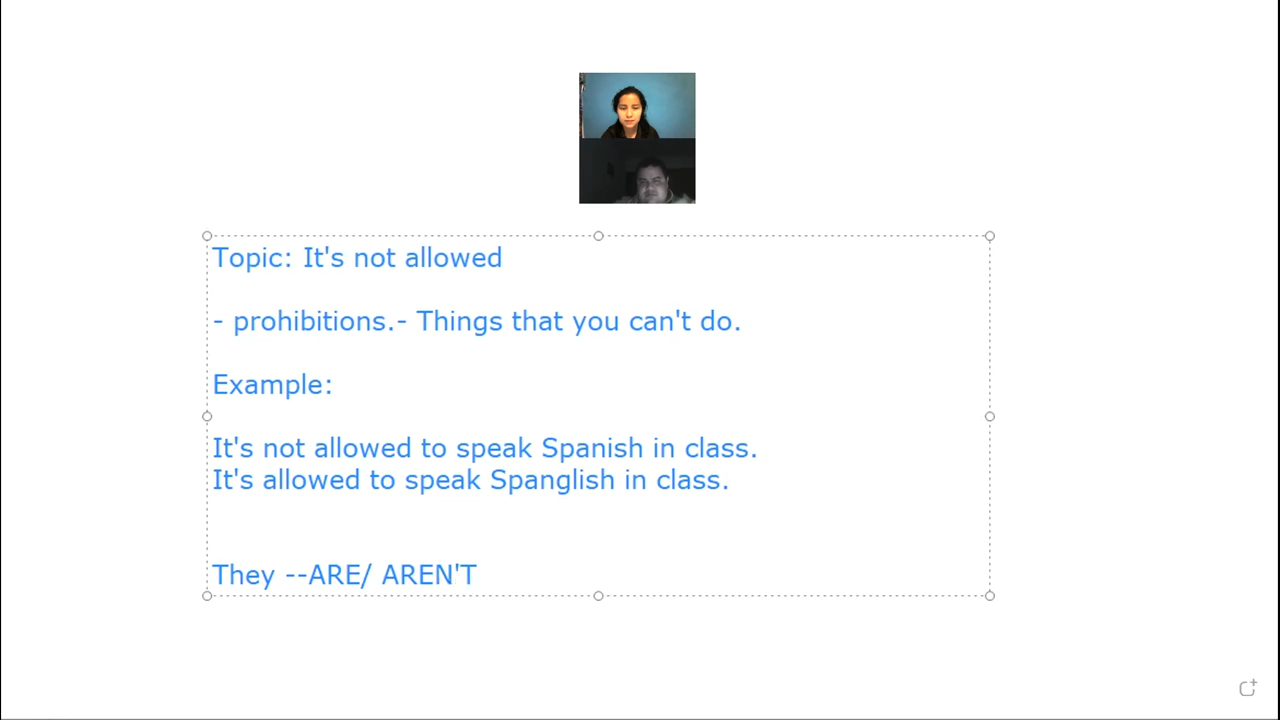 Topic: It's not allowed
- prohibitions.- Things that you can't do.
Example:
It's not allowed to speak Spanish in class.
It's allowed to speak Spanglish in class.
They --ARE/ AREN'T